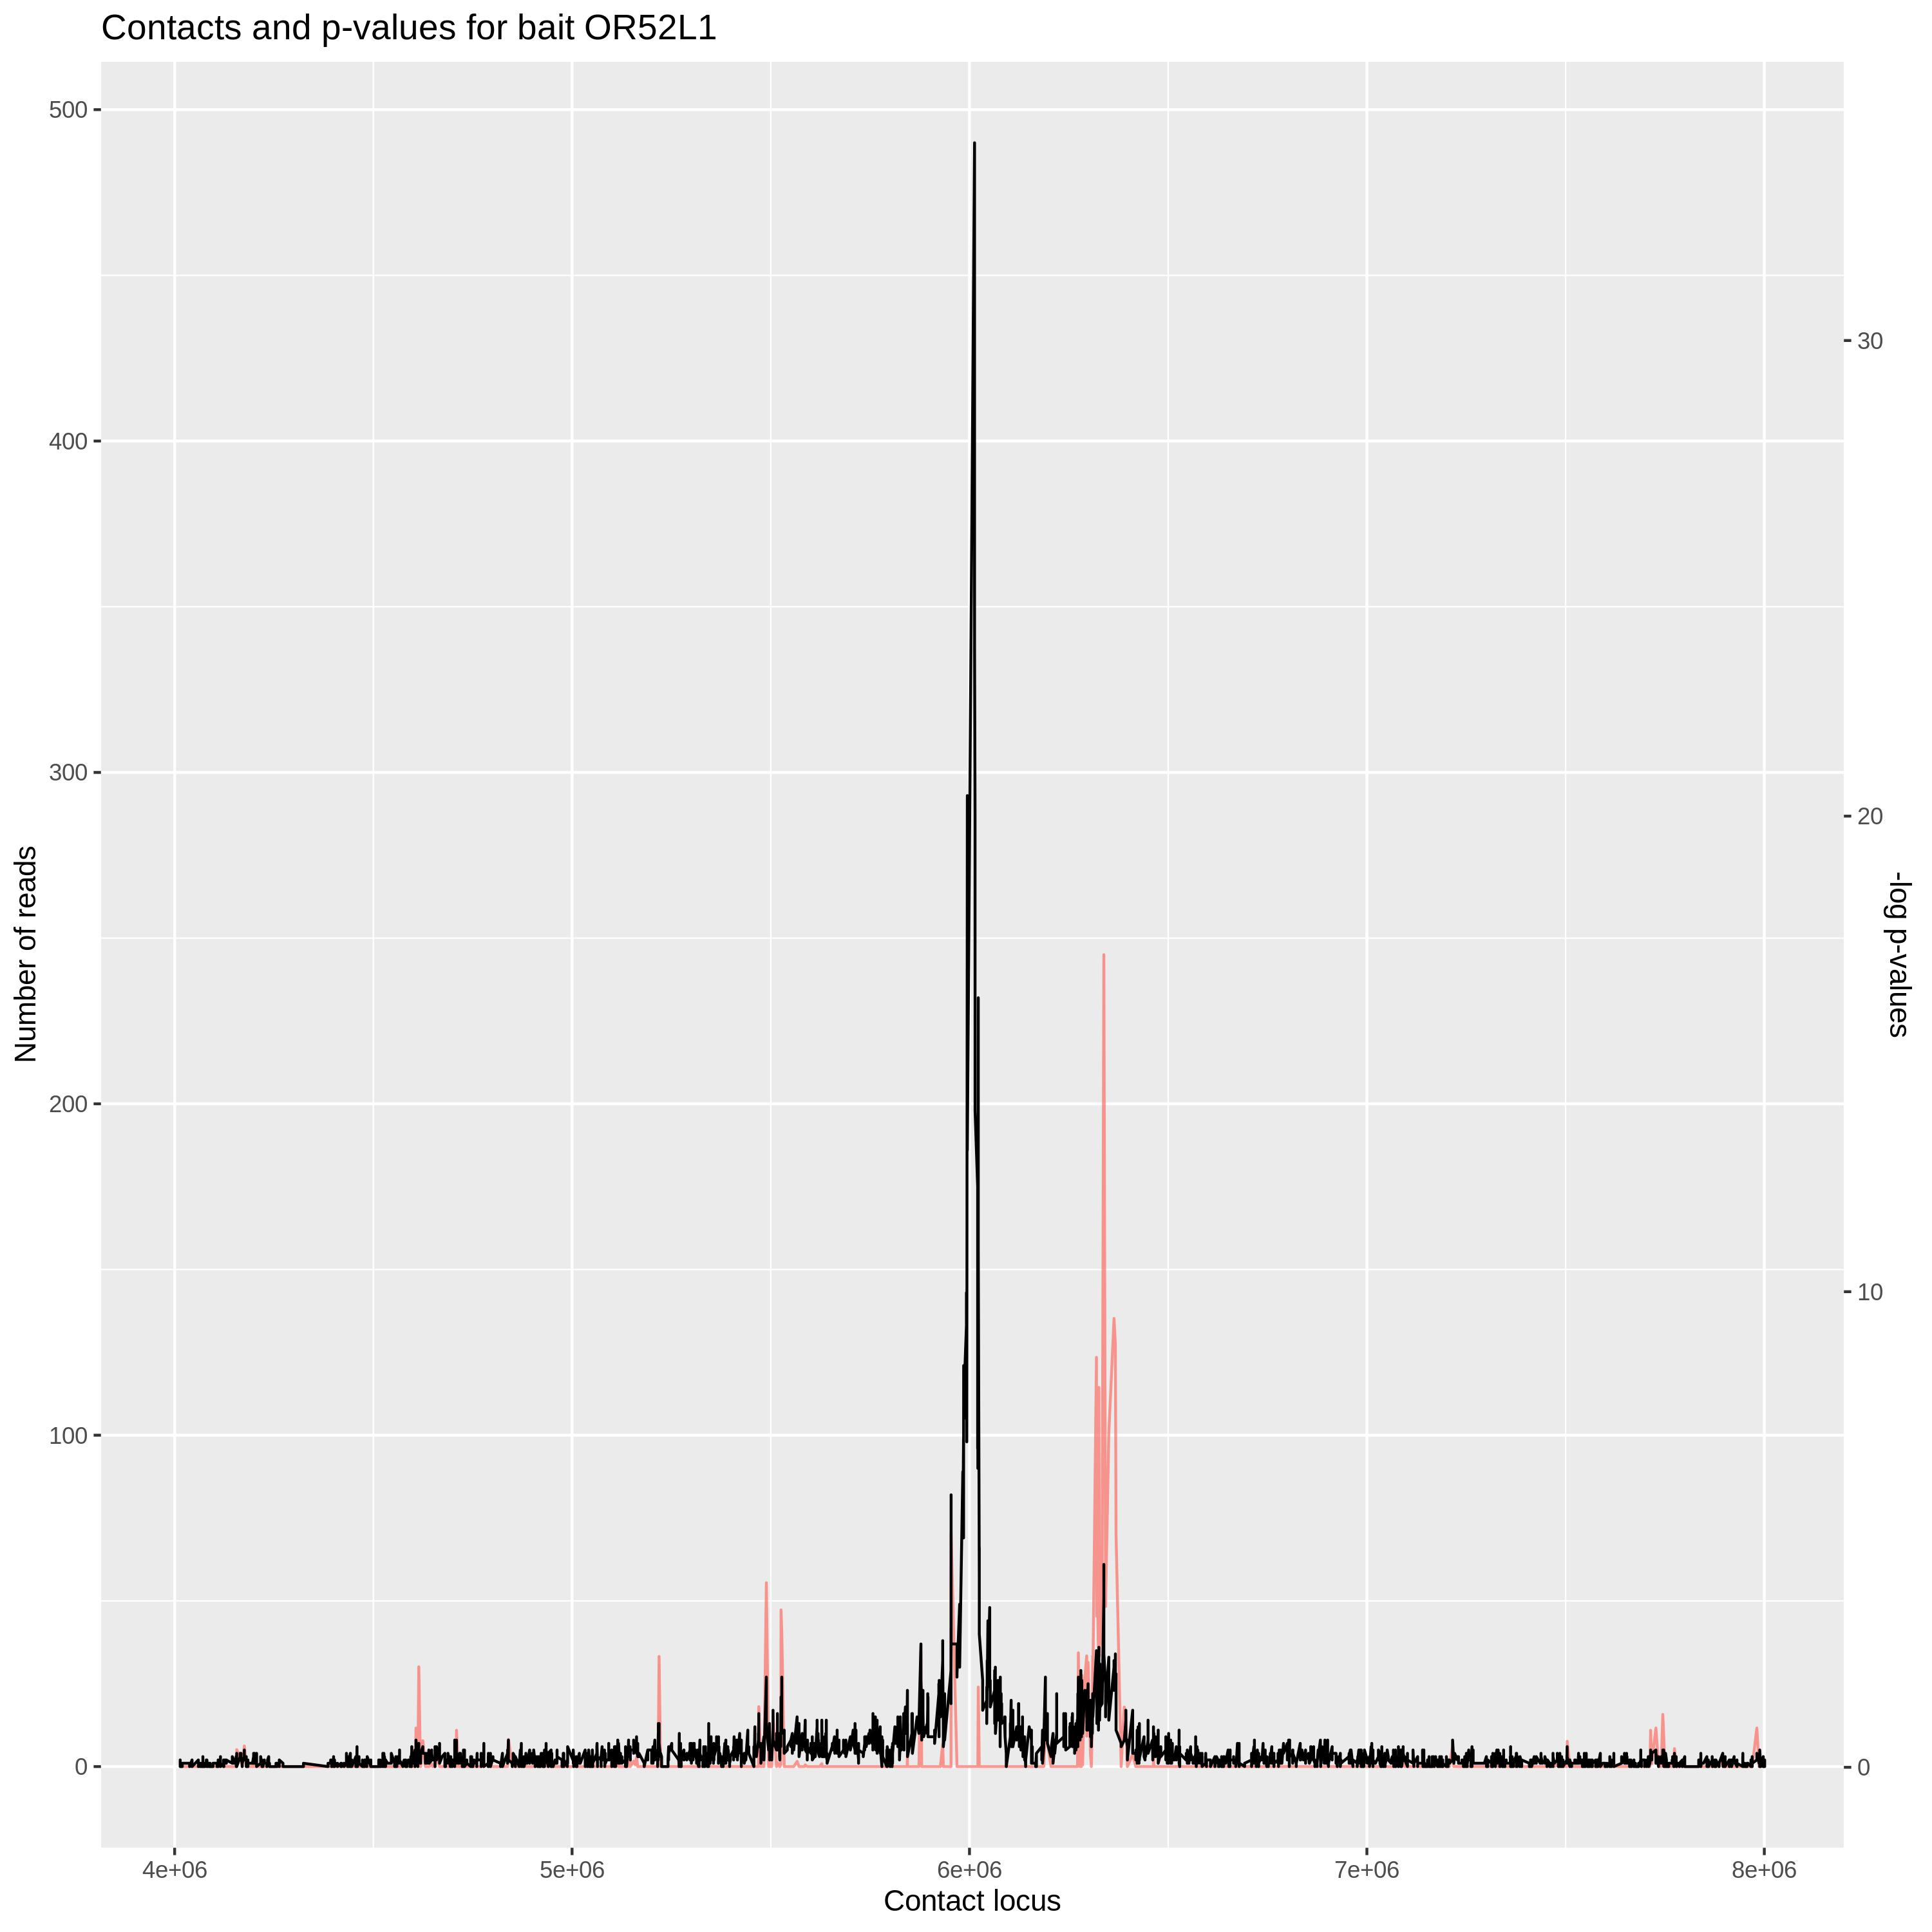 Contacts and p-values for bait OR52L1
500
400
300
200
100
0
Number of reads
30
20
10
0
-log p-values
4e+06 5e+06 6e+06 7e+06 8e+06
Contact locus